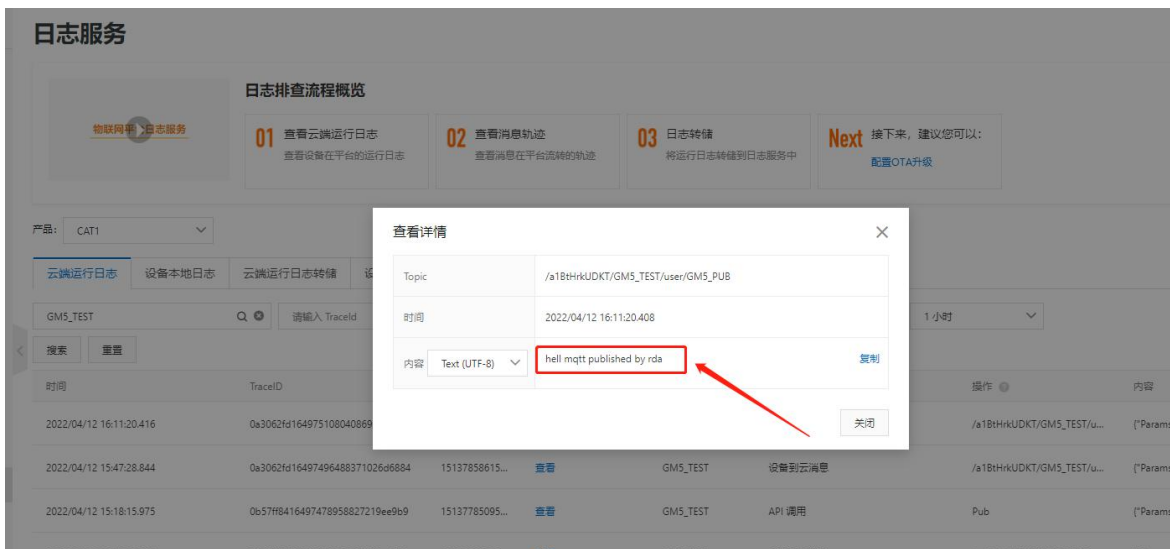 日志服务
物联网平台日志服务
日志排查流程概览
01 查看云端运行日志
查看设备在平台的运行日志
02 查看消息轨迹
查看消息在平台流转的轨迹
03 日志转储
将运行日志转储到日志服务中
Next 接下来，建议您可以：
配置OTA升级
产品： CAT1
云端运行日志 设备本地日志 云端运行日志转储
GM5_TEST 请输入 TraceId 1 小时
搜索 重置
查看详情
Topic /a1BtHrkUDKT/GM5_TEST/user/GM5_PUB
时间 2022/04/12 16:11:20.408
内容 Text (UTF-8) hell mqtt published by rda 复制
关闭
时间 TraceID 操作 内容
2022/04/12 16:11:20.416 0a3062fd164975108040869 /a1BtHrkUDKT/GM5_TEST/u... {"Params
2022/04/12 15:47:28.844 0a3062fd16497496488371026d6884 15137858615... 查看 GM5_TEST 设备到云消息 /a1BtHrkUDKT/GM5_TEST/u... {"Params
2022/04/12 15:18:15.975 0b57ff8416497478958827219ee9b9 15137785095... 查看 GM5_TEST API 调用 Pub {"Params